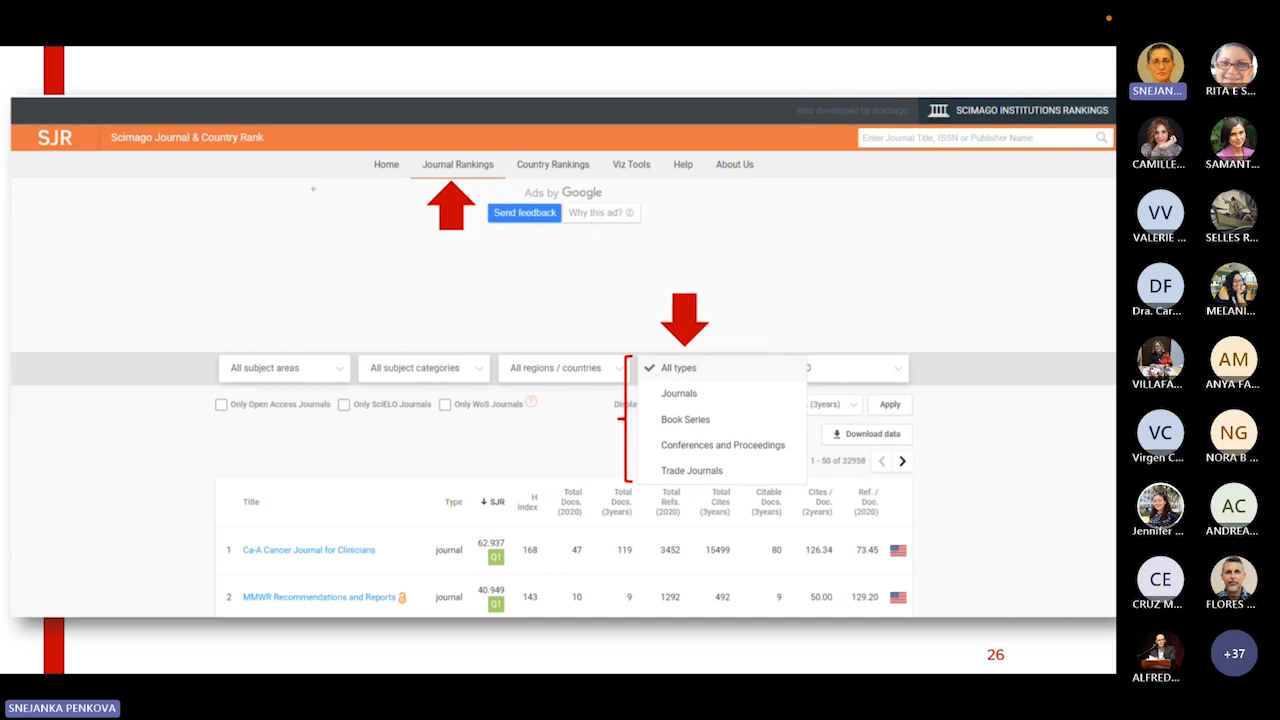 also developed by scimago:
SCIMAGO INSTITUTIONS RANKINGS
SJR
Scimago Journal & Country Rank
Enter Journal Title, ISSN or Publisher Name
Home Journal Rankings Country Rankings Viz Tools Help About Us
Ads by Google
Send feedback Why this ad?
All subject areas All subject categories All regions / countries All types
Journals
Book Series
Conferences and Proceedings
Trade Journals
Only Open Access Journals Only SciELO Journals Only WoS Journals ?
(3years) Apply
Download data
1 - 50 of 32958
Title Type SJR H index Total Docs. (2020) Total Docs. (3years) Total Refs. (2020) Total Cites (3years) Citable Docs. (3years) Cites / Doc. (2years) Ref. / Doc. (2020)
1 Ca-A Cancer Journal for Clinicians journal 62.937 Q1 168 47 119 3452 15499 80 126.34 73.45
2 MMWR Recommendations and Reports journal 40.949 Q1 143 10 9 1292 492 9 50.00 129.20
26
SNEJANKA PENKOVA
SNEJAN...
RITA E S...
CAMILLE...
SAMANT...
VV
VALERIE ...
SELLES R...
DF
Dra. Car...
MELANI...
VILLAFA...
AM
ANYA FA...
VC
Virgen C...
NG
NORA B ...
Jennifer ...
AC
ANDREA...
CE
CRUZ M...
FLORES ...
ALFRED...
+37